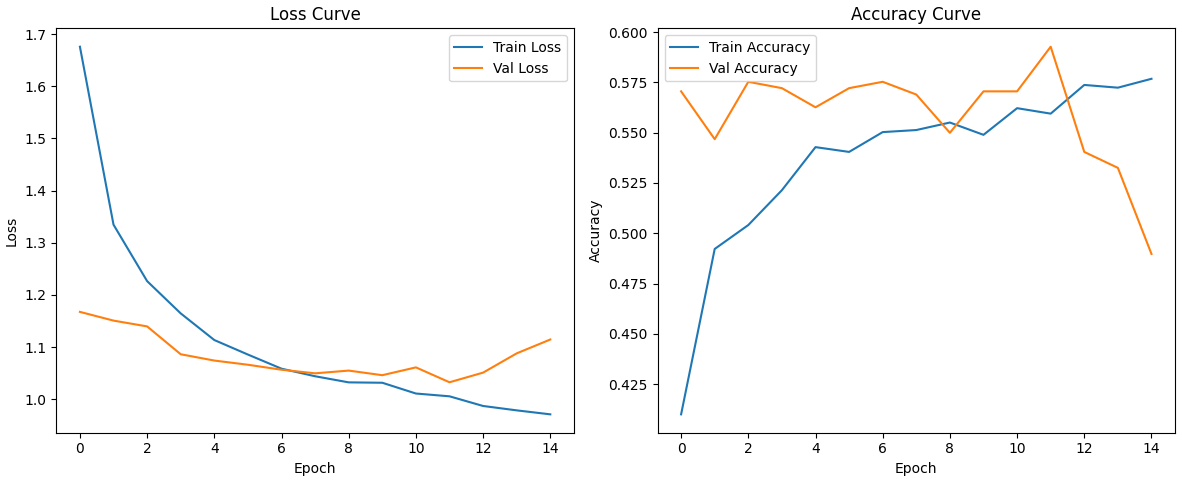 Loss Curve
Train Loss
Val Loss
1.7
1.6
1.5
1.4
1.3
1.2
1.1
1.0
Loss
0 2 4 6 8 10 12 14
Epoch
Accuracy Curve
Train Accuracy
Val Accuracy
0.600
0.575
0.550
0.525
0.500
0.475
0.450
0.425
Accuracy
0 2 4 6 8 10 12 14
Epoch